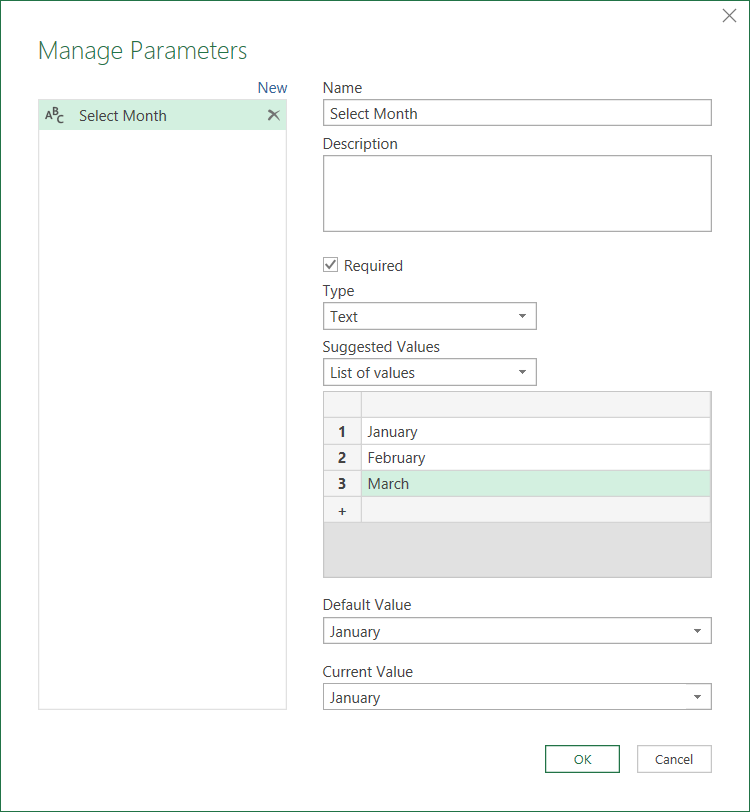 Manage Parameters
New
ABC Select Month
Name
Select Month
Description
Required
Type
Text
Suggested Values
List of values
1 January
2 February
3 March
+
Default Value
January
Current Value
January
OK Cancel